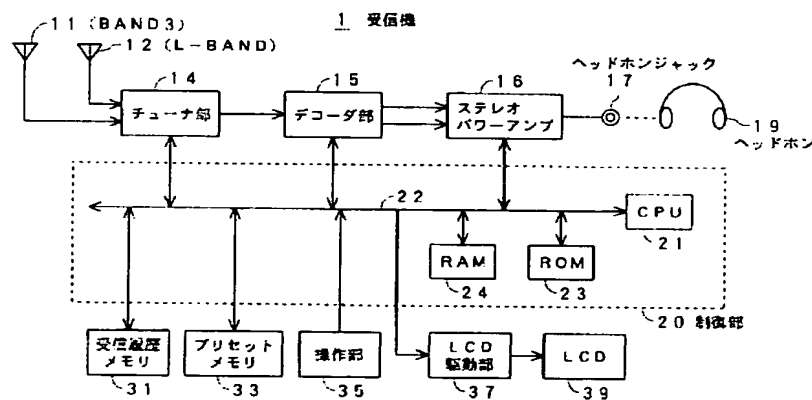 1 受信機
11(BAND3)
12(L-BAND)
14
チューナ部
15
デコーダ部
16
ステレオ
パワーアンプ
ヘッドホンジャック
17
19
ヘッドホン
22
CPU
21
RAM
24
ROM
23
20 制御部
受信履歴
メモリ
31
プリセット
メモリ
33
操作部
35
LCD
駆動部
37
LCD
39